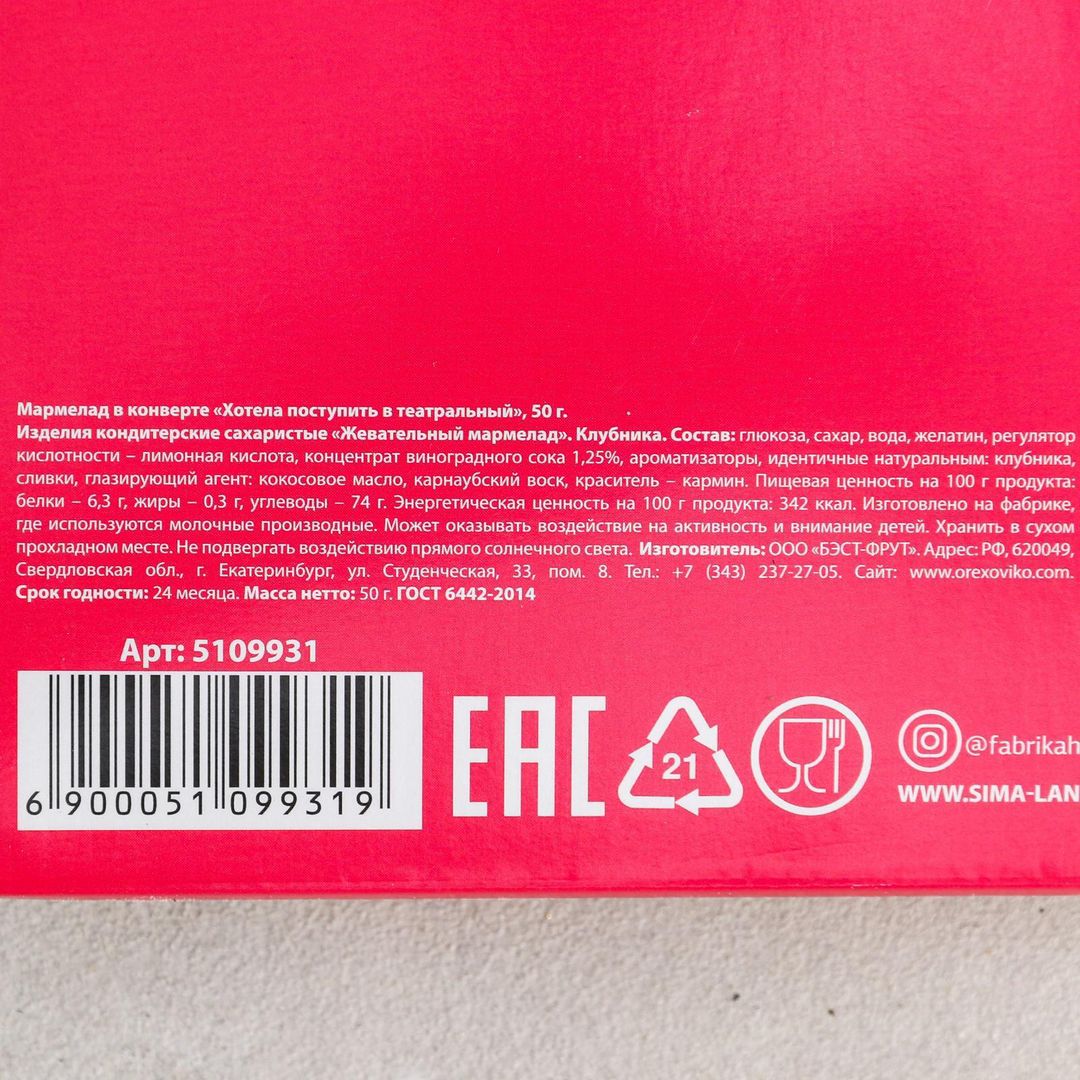 Мармелад в конверте «Хотела поступить в театральный», 50 г.
Изделия кондитерские сахаристые «Жевательный мармелад». Клубника. Состав: глюкоза, сахар, вода, желатин, регулятор
кислотности – лимонная кислота, концентрат виноградного сока 1,25%, ароматизаторы, идентичные натуральным: клубника,
сливки, глазирующий агент: кокосовое масло, карнаубский воск, краситель – кармин. Пищевая ценность на 100 г продукта:
белки – 6,3 г, жиры – 0,3 г, углеводы – 74 г. Энергетическая ценность на 100 г продукта: 342 ккал. Изготовлено на фабрике,
где используются молочные производные. Может оказывать воздействие на активность и внимание детей. Хранить в сухом
прохладном месте. Не подвергать воздействию прямого солнечного света. Изготовитель: ООО «БЭСТ-ФРУТ». Адрес: РФ, 620049,
Свердловская обл., г. Екатеринбург, ул. Студенческая, 33, пом. 8. Тел.: +7 (343) 237-27-05. Сайт: www.orexoviko.com.
Срок годности: 24 месяца. Масса нетто: 50 г. ГОСТ 6442-2014
Арт: 5109931
6 900051 099319
EAC
21
@fabrikah
WWW.SIMA-LAN